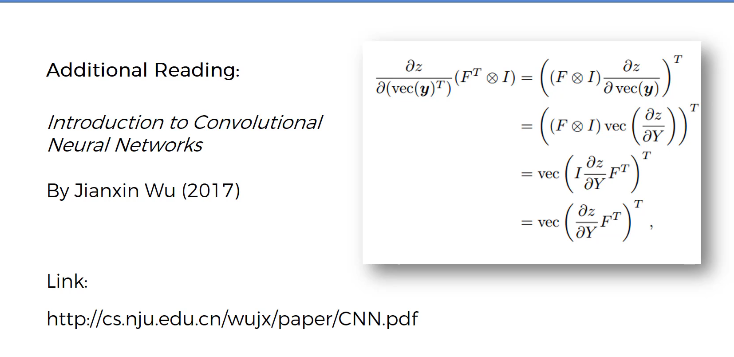 Additional Reading:
Introduction to Convolutional
Neural Networks
By Jianxin Wu (2017)
∂z/∂(vec(y)^T) (F^T ⊗ I) = ((F ⊗ I) ∂z/∂ vec(y))^T
= ((F ⊗ I) vec (∂z/∂Y))^T
= vec (I ∂z/∂Y F^T)^T
= vec (∂z/∂Y F^T)^T ,
Link:
http://cs.nju.edu.cn/wujx/paper/CNN.pdf